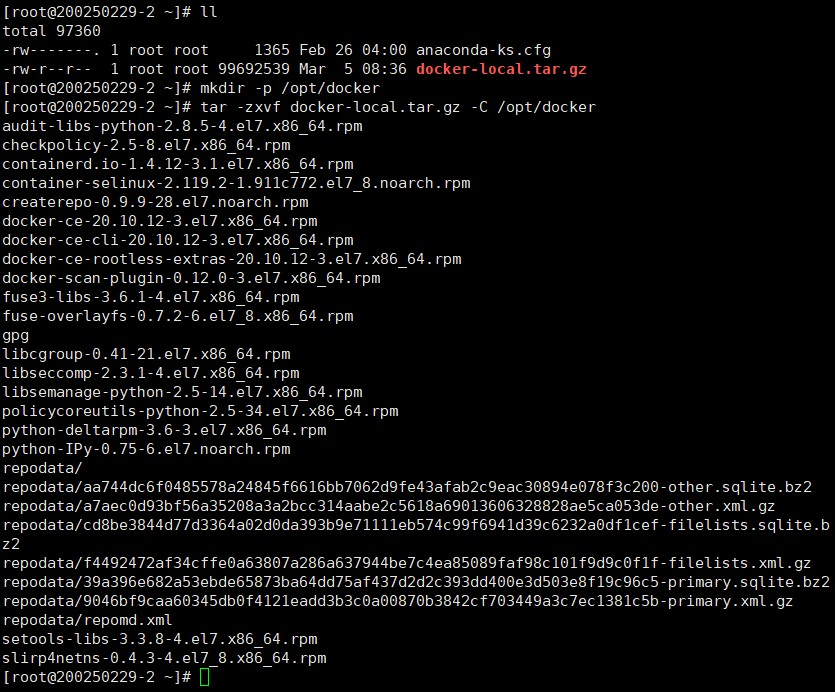 [root@200250229-2 ~]# ll
total 97360
-rw-------. 1 root root     1365 Feb 26 04:00 anaconda-ks.cfg
-rw-r--r--  1 root root 99692539 Mar  5 08:36 docker-local.tar.gz
[root@200250229-2 ~]# mkdir -p /opt/docker
[root@200250229-2 ~]# tar -zxvf docker-local.tar.gz -C /opt/docker
audit-libs-python-2.8.5-4.el7.x86_64.rpm
checkpolicy-2.5-8.el7.x86_64.rpm
containerd.io-1.4.12-3.1.el7.x86_64.rpm
container-selinux-2.119.2-1.911c772.el7_8.noarch.rpm
createrepo-0.9.9-28.el7.noarch.rpm
docker-ce-20.10.12-3.el7.x86_64.rpm
docker-ce-cli-20.10.12-3.el7.x86_64.rpm
docker-ce-rootless-extras-20.10.12-3.el7.x86_64.rpm
docker-scan-plugin-0.12.0-3.el7.x86_64.rpm
fuse3-libs-3.6.1-4.el7.x86_64.rpm
fuse-overlayfs-0.7.2-6.el7_8.x86_64.rpm
gpg
libcgroup-0.41-21.el7.x86_64.rpm
libseccomp-2.3.1-4.el7.x86_64.rpm
libsemanage-python-2.5-14.el7.x86_64.rpm
policycoreutils-python-2.5-34.el7.x86_64.rpm
python-deltarpm-3.6-3.el7.x86_64.rpm
python-IPy-0.75-6.el7.noarch.rpm
repodata/
repodata/aa744dc6f0485578a24845f6616bb7062d9fe43afab2c9eac30894e078f3c200-other.sqlite.bz2
repodata/a7aec0d93bf56a35208a3a2bcc314aabe2c5618a69013606328828ae5ca053de-other.xml.gz
repodata/cd8be3844d77d3364a02d0da393b9e71111eb574c99f6941d39c6232a0df1cef-filelists.sqlite.b
z2
repodata/f4492472af34cffe0a63807a286a637944be7c4ea85089faf98c101f9d9c0f1f-filelists.xml.gz
repodata/39a396e682a53ebde65873ba64dd75af437d2d2c393dd400e3d503e8f19c96c5-primary.sqlite.bz2
repodata/9046bf9caa60345db0f4121eadd3b3c0a00870b3842cf703449a3c7ec1381c5b-primary.xml.gz
repodata/repomd.xml
setools-libs-3.3.8-4.el7.x86_64.rpm
slirp4netns-0.4.3-4.el7_8.x86_64.rpm
[root@200250229-2 ~]#